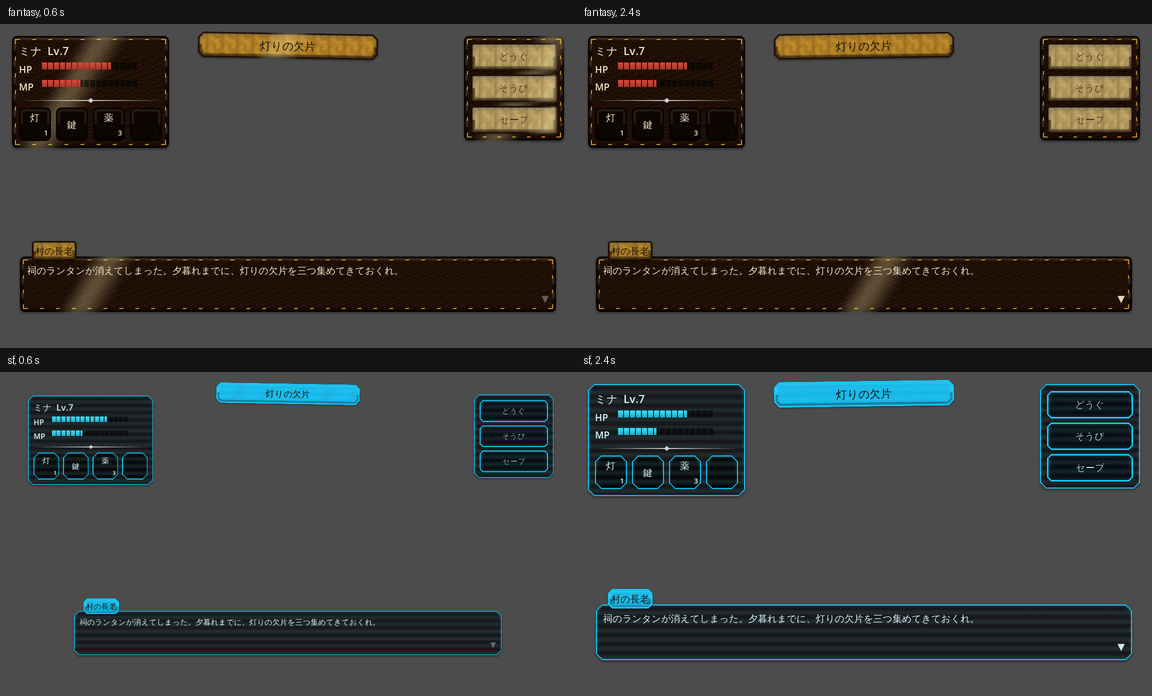 fantasy, 0.6 s
ミナ Lv.7
HP
MP
灯 鍵 薬
1 3
灯りの欠片
どうぐ
そうび
セーブ
村の長老
祠のランタンが消えてしまった。夕暮れまでに、灯りの欠片を三つ集めてきておくれ。
▼
fantasy, 2.4 s
ミナ Lv.7
HP
MP
灯 鍵 薬
1 3
灯りの欠片
どうぐ
そうび
セーブ
村の長老
祠のランタンが消えてしまった。夕暮れまでに、灯りの欠片を三つ集めてきておくれ。
▼
sf, 0.6 s
ミナ Lv.7
HP
MP
灯 鍵 薬
1 3
灯りの欠片
どうぐ
そうび
セーブ
村の長老
祠のランタンが消えてしまった。夕暮れまでに、灯りの欠片を三つ集めてきておくれ。
▼
sf, 2.4 s
ミナ Lv.7
HP
MP
灯 鍵 薬
1 3
灯りの欠片
どうぐ
そうび
セーブ
村の長老
祠のランタンが消えてしまった。夕暮れまでに、灯りの欠片を三つ集めてきておくれ。
▼